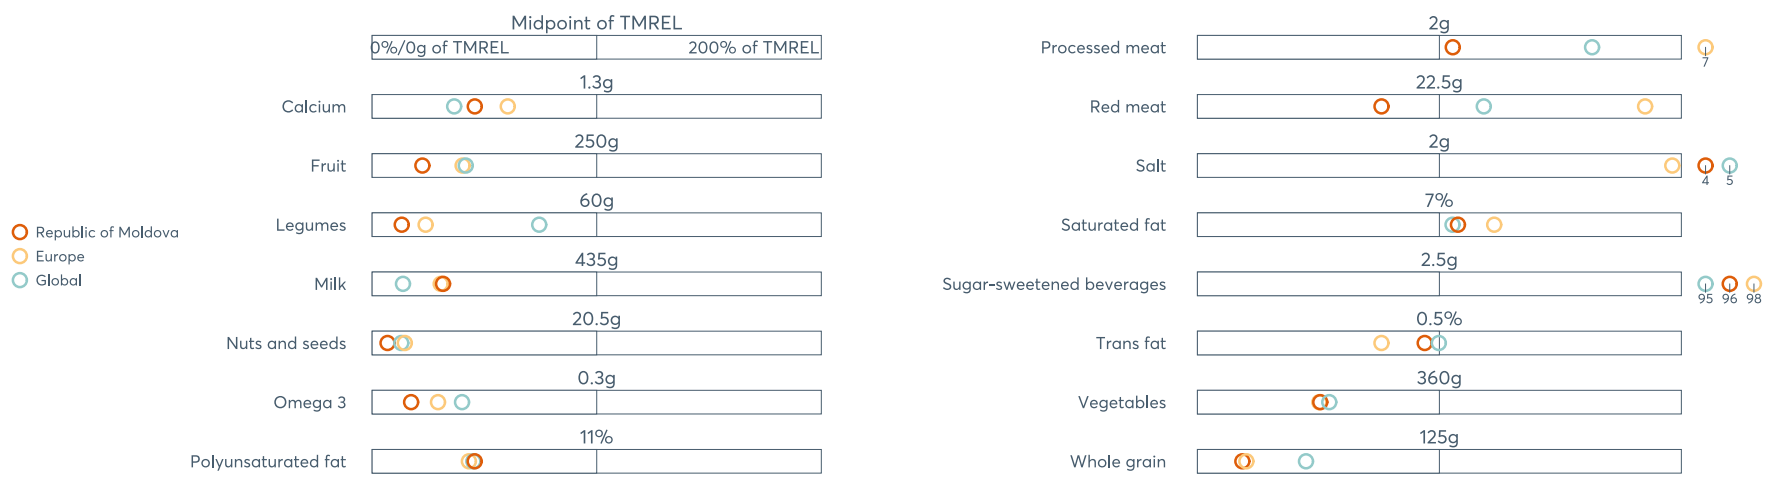 Midpoint of TMREL
0%/0g of TMREL 200% of TMREL
1.3g
Calcium
250g
Fruit
60g
Legumes
435g
Milk
20.5g
Nuts and seeds
0.3g
Omega 3
11%
Polyunsaturated fat
Republic of Moldova
Europe
Global
2g
Processed meat
7
22.5g
Red meat
2g
Salt
4 5
7%
Saturated fat
2.5g
Sugar-sweetened beverages
95 96 98
0.5%
Trans fat
360g
Vegetables
125g
Whole grain